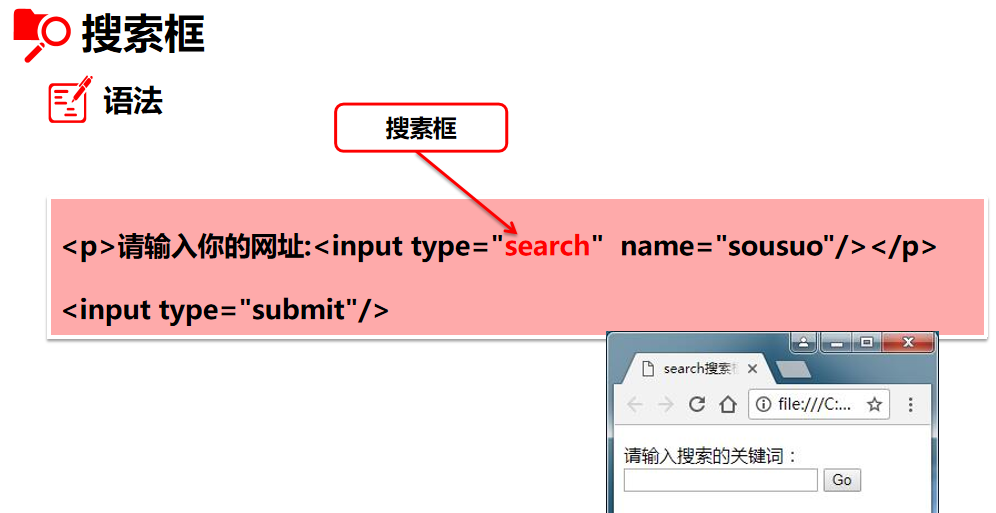 搜索框
语法
搜索框
<p>请输入你的网址:<input type="search"  name="sousuo"/></p>
<input type="submit"/>
search搜索框
file:///C:...
请输入搜索的关键词：
Go